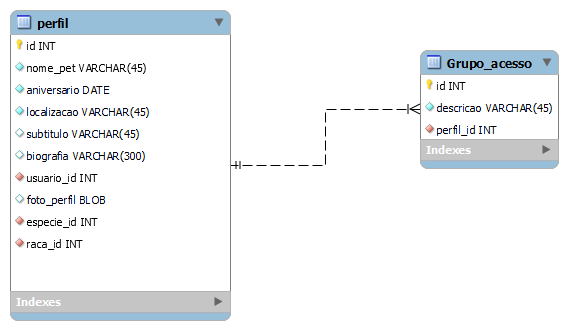 perfil
id INT
nome_pet VARCHAR(45)
aniversario DATE
localizacao VARCHAR(45)
subtitulo VARCHAR(45)
biografia VARCHAR(300)
usuario_id INT
foto_perfil BLOB
especie_id INT
raca_id INT
Indexes
Grupo_acesso
id INT
descricao VARCHAR(45)
perfil_id INT
Indexes